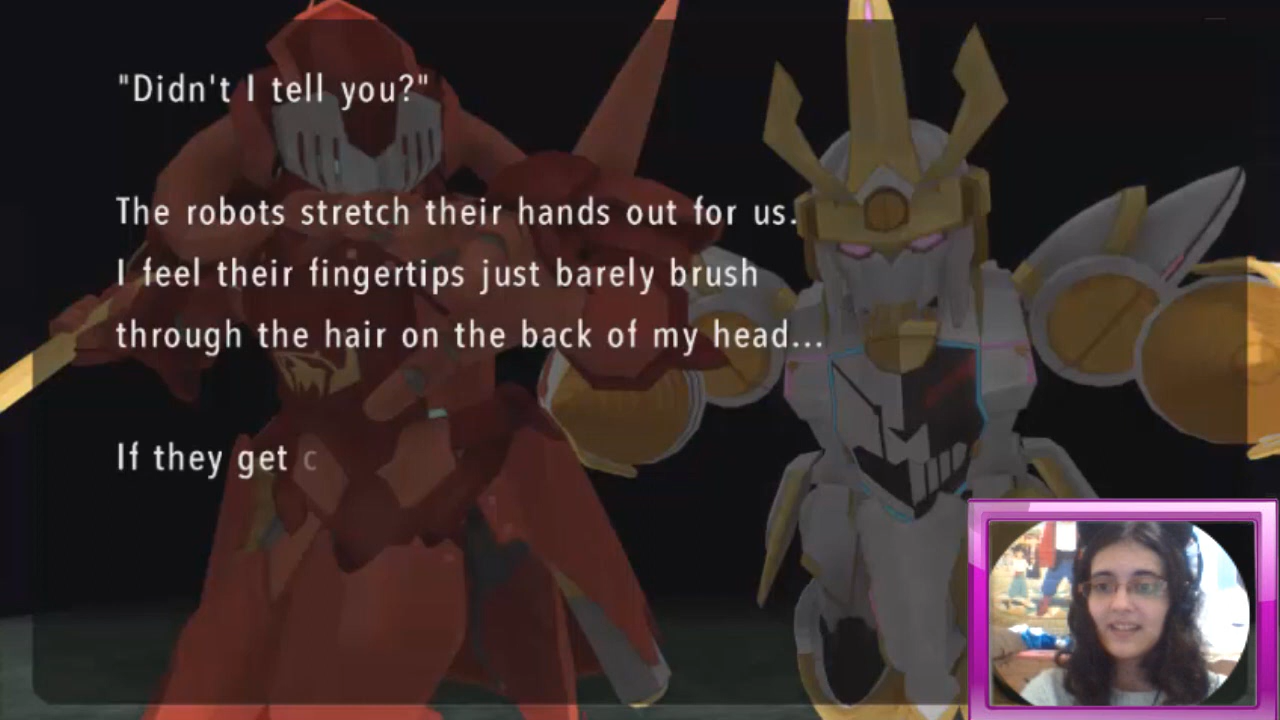 "Didn't I tell you?"
The robots stretch their hands out for us.
I feel their fingertips just barely brush
through the hair on the back of my head...
If they get c